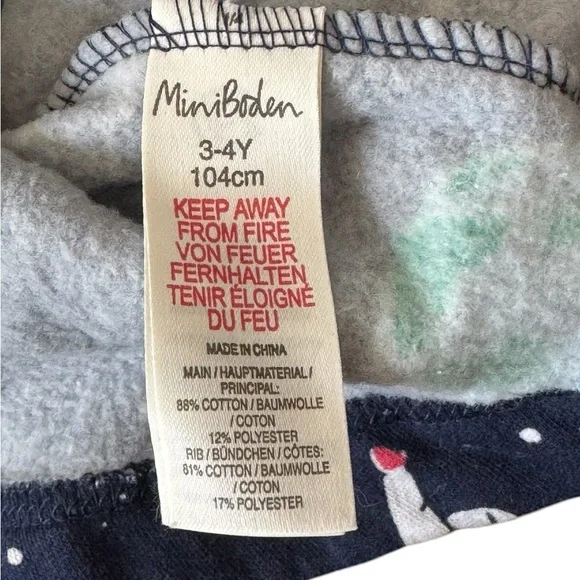 MiniBoden
3-4Y
104cm
KEEP AWAY
FROM FIRE
VON FEUER
FERNHALTEN
TENIR ÉLOIGNÉ
DU FEU
MADE IN CHINA
MAIN / HAUPTMATERIAL /
PRINCIPAL:
88% COTTON / BAUMWOLLE
/ COTON
12% POLYESTER
RIB / BÜNDCHEN / CÔTES:
81% COTTON / BAUMWOLLE
/ COTON
17% POLYESTER